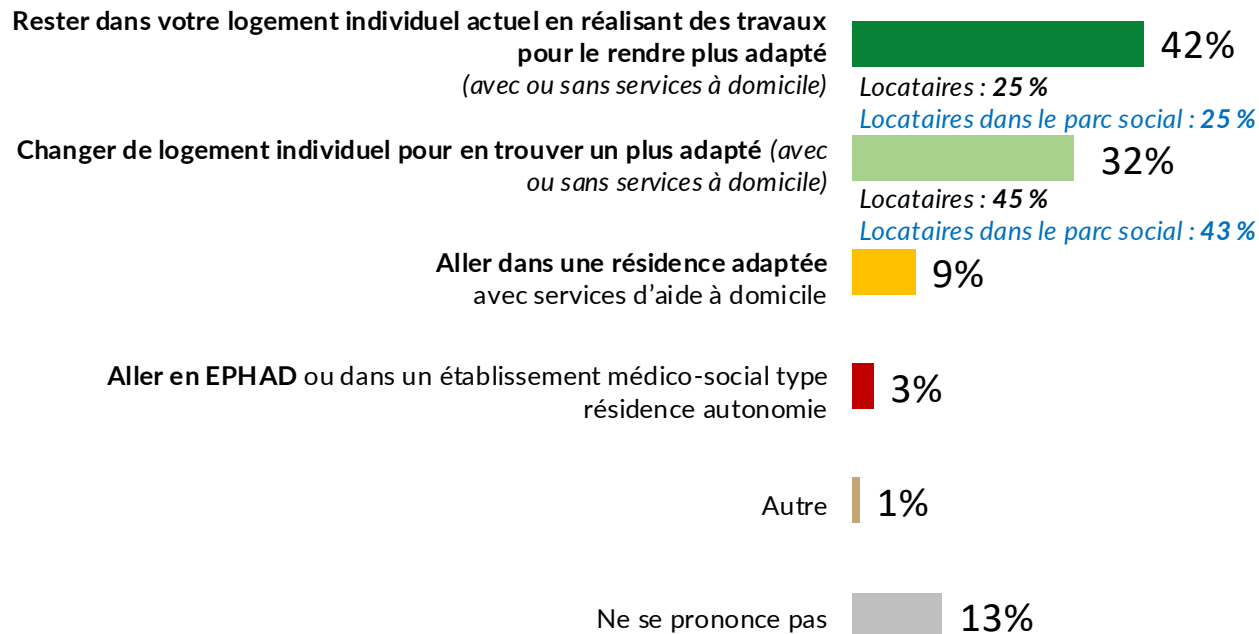 Rester dans votre logement individuel actuel en réalisant des travaux
pour le rendre plus adapté
(avec ou sans services à domicile)
42%
Locataires : 25 %
Locataires dans le parc social : 25 %
Changer de logement individuel pour en trouver un plus adapté (avec
ou sans services à domicile)
32%
Locataires : 45 %
Locataires dans le parc social : 43 %
Aller dans une résidence adaptée
avec services d'aide à domicile
9%
Aller en EPHAD ou dans un établissement médico-social type
résidence autonomie
3%
Autre
1%
Ne se prononce pas
13%